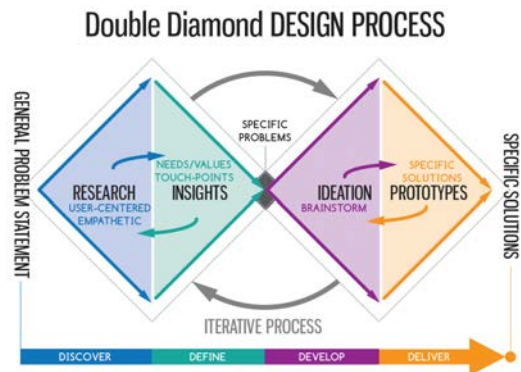 Double Diamond DESIGN PROCESS
GENERAL PROBLEM STATEMENT
RESEARCH
USER-CENTERED
EMPATHETIC
NEEDS/VALUES
TOUCH-POINTS
INSIGHTS
SPECIFIC
PROBLEMS
IDEATION
BRAINSTORM
SPECIFIC
SOLUTIONS
PROTOTYPES
SPECIFIC SOLUTIONS
ITERATIVE PROCESS
DISCOVER
DEFINE
DEVELOP
DELIVER